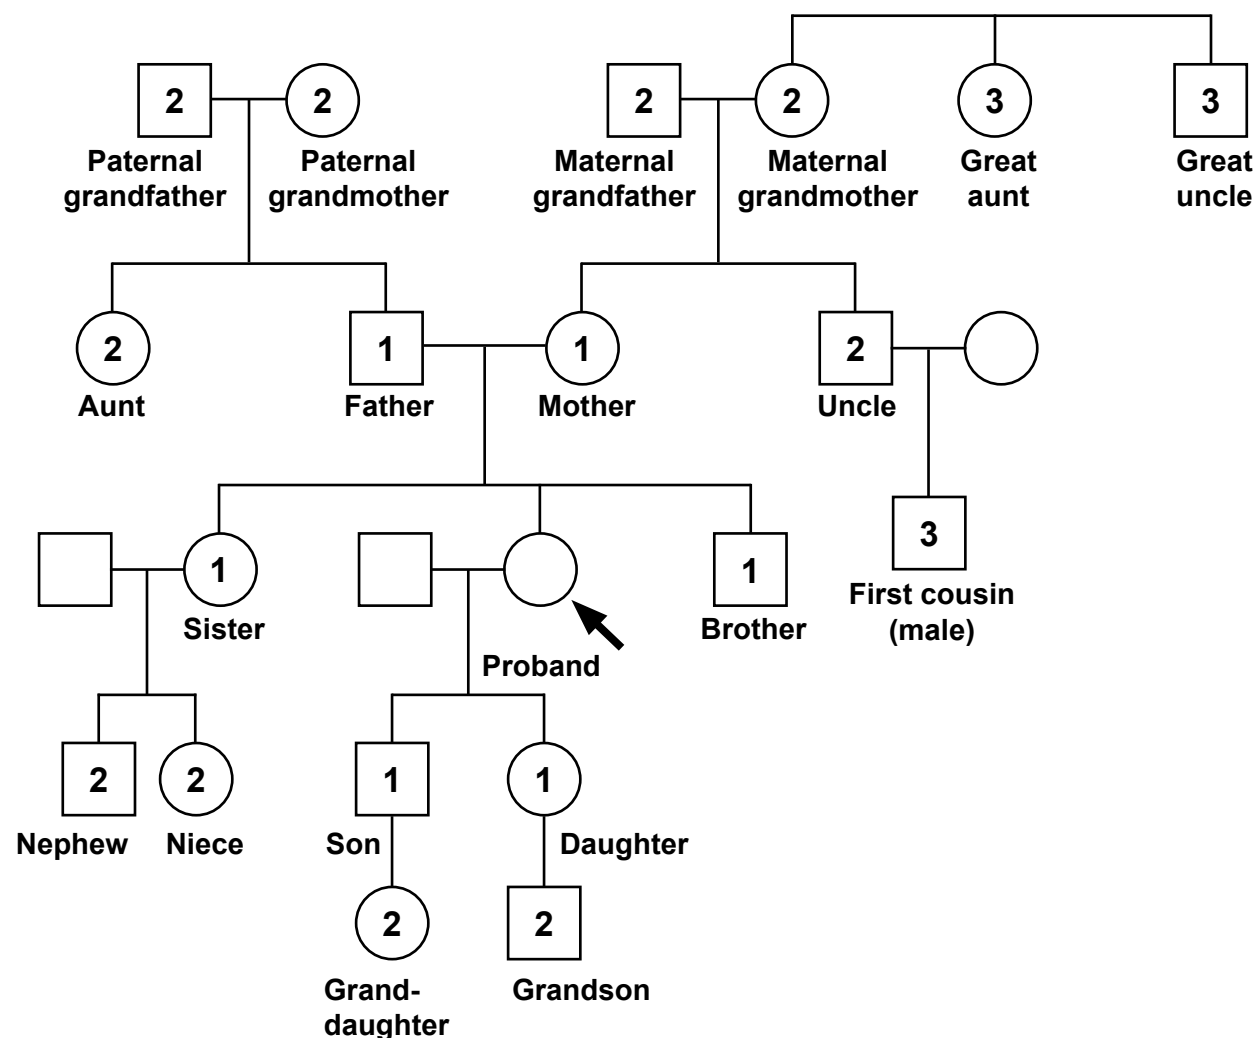 2
2
2
2
3
3
Paternal
grandfather
Paternal
grandmother
Maternal
grandfather
Maternal
grandmother
Great
aunt
Great
uncle
2
1
1
2
Aunt
Father
Mother
Uncle
3
First cousin
(male)
1
1
Sister
Proband
Brother
2
2
1
1
Nephew
Niece
Son
Daughter
2
2
Grand-
daughter
Grandson